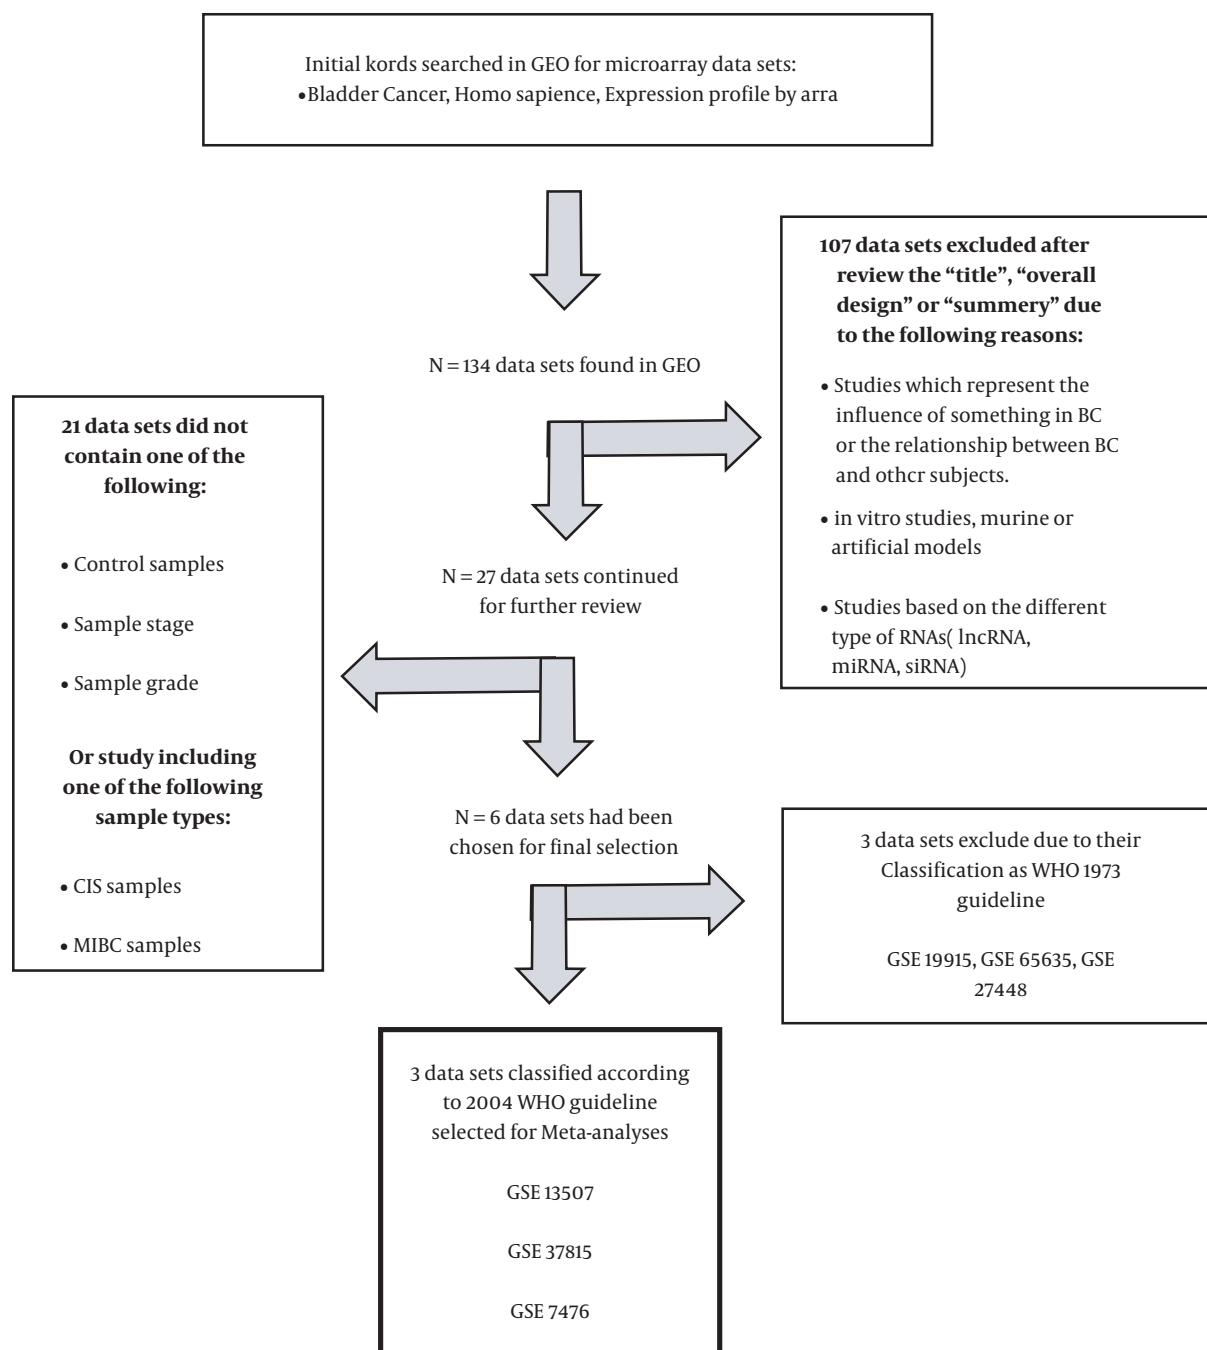 Initial kords searched in GEO for microarray data sets:
•Bladder Cancer, Homo sapience, Expression profile by arra
N = 134 data sets found in GEO
107 data sets excluded after
review the “title”, “overall
design” or “summery” due
to the following reasons:
• Studies which represent the
influence of something in BC
or the relationship between BC
and othcr subjects.
• in vitro studies, murine or
artificial models
• Studies based on the different
type of RNAs( lncRNA,
miRNA, siRNA)
N = 27 data sets continued
for further review
21 data sets did not
contain one of the
following:
• Control samples
• Sample stage
• Sample grade
Or study including
one of the following
sample types:
• CIS samples
• MIBC samples
N = 6 data sets had been
chosen for final selection
3 data sets exclude due to their
Classification as WHO 1973
guideline
GSE 19915, GSE 65635, GSE
27448
3 data sets classified according
to 2004 WHO guideline
selected for Meta-analyses
GSE 13507
GSE 37815
GSE 7476